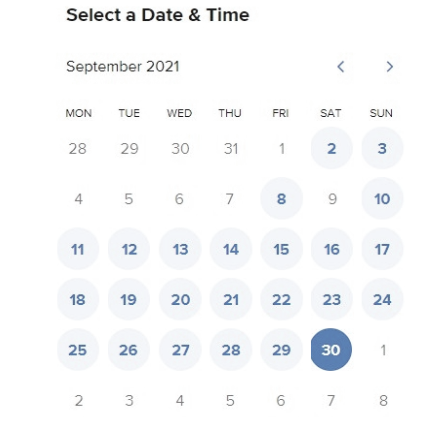 Select a Date & Time
September 2021
MON TUE WED THU FRI SAT SUN
28 29 30 31 1 2 3
4 5 6 7 8 9 10
11 12 13 14 15 16 17
18 19 20 21 22 23 24
25 26 27 28 29 30 1
2 3 4 5 6 7 8